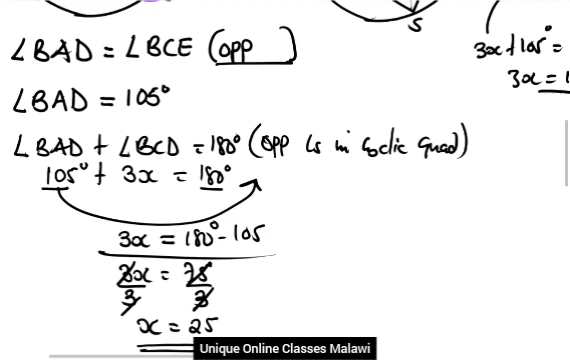 S
3x + 105° =
3x = 1
∠BAD = ∠BCE (opp )
∠BAD = 105°
∠BAD + ∠BCD = 180° (opp ∠s in cyclic quad)
105° + 3x = 180°
3x = 180° - 105
3x/3 = 75/3
x = 25
Unique Online Classes Malawi